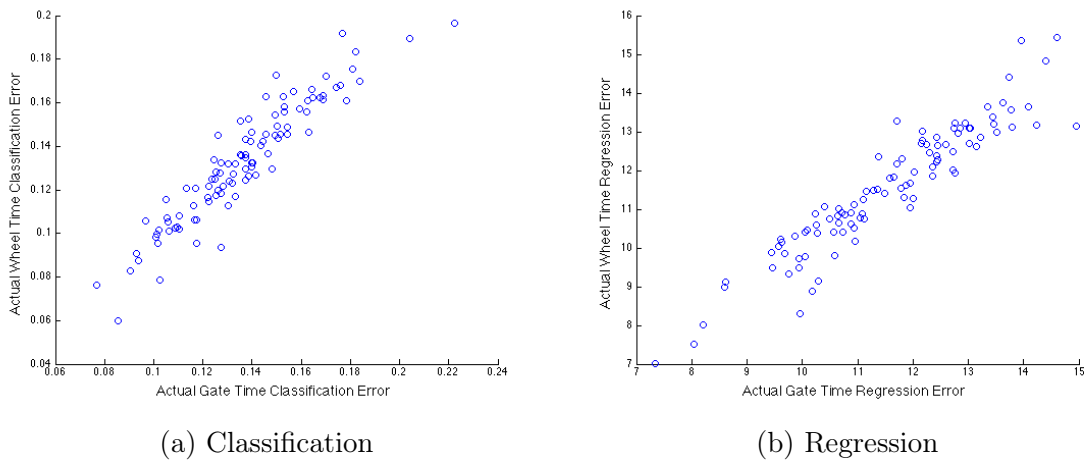 0.2
0.18
0.16
0.14
0.12
0.1
0.08
0.06
0.04
Actual Wheel Time Classification Error
0.06 0.08 0.1 0.12 0.14 0.16 0.18 0.2 0.22 0.24
Actual Gate Time Classification Error
(a) Classification
16
15
14
13
12
11
10
9
8
7
Actual Wheel Time Regression Error
7 8 9 10 11 12 13 14 15
Actual Gate Time Regression Error
(b) Regression